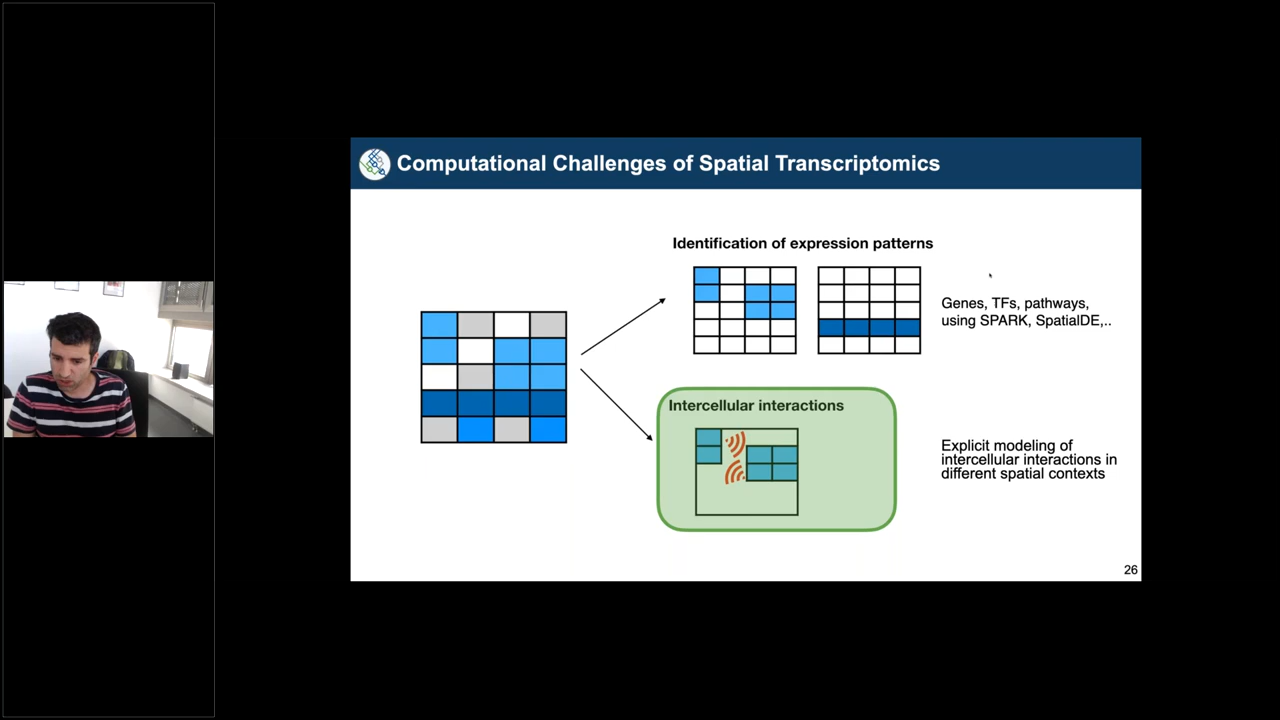 Computational Challenges of Spatial Transcriptomics
Identification of expression patterns
Genes, TFs, pathways,
using SPARK, SpatialDE,..
Intercellular interactions
Explicit modeling of
intercellular interactions in
different spatial contexts
26